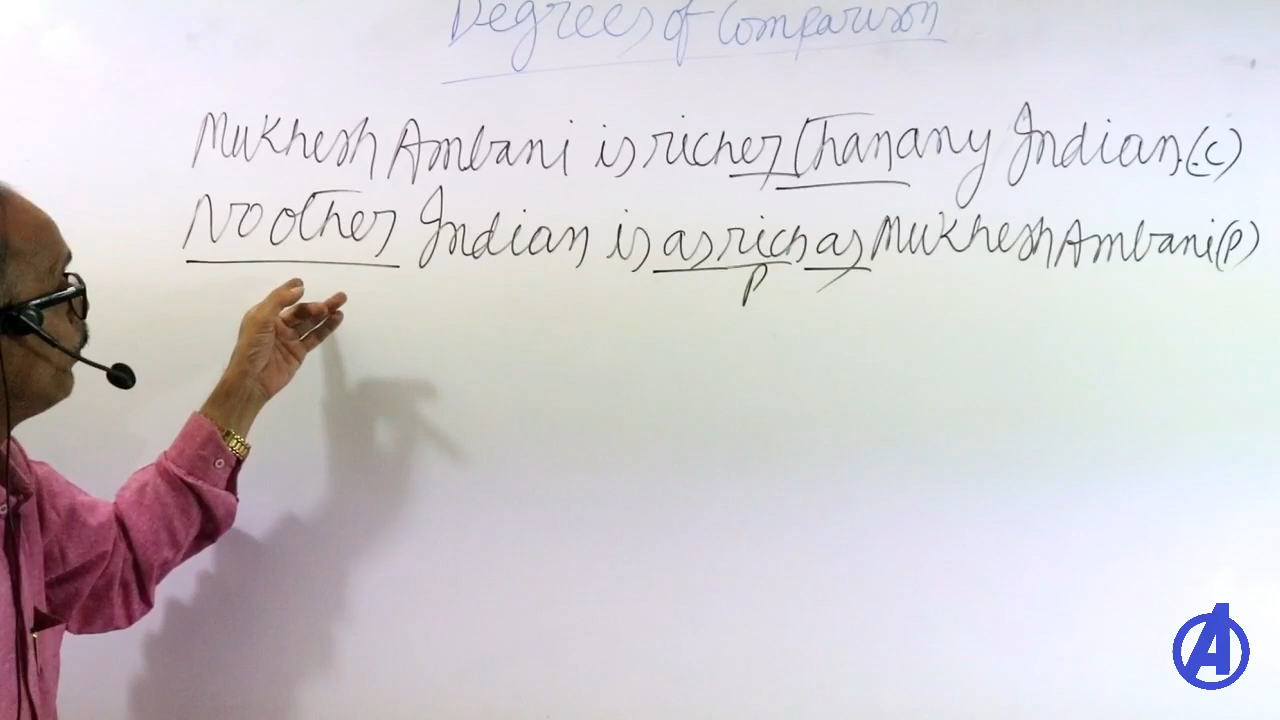 Degrees of Comparison
Mukhesh Ambani is richer than any Indian.(C)
No other Indian is as rich as Mukhesh Ambani(P)
P